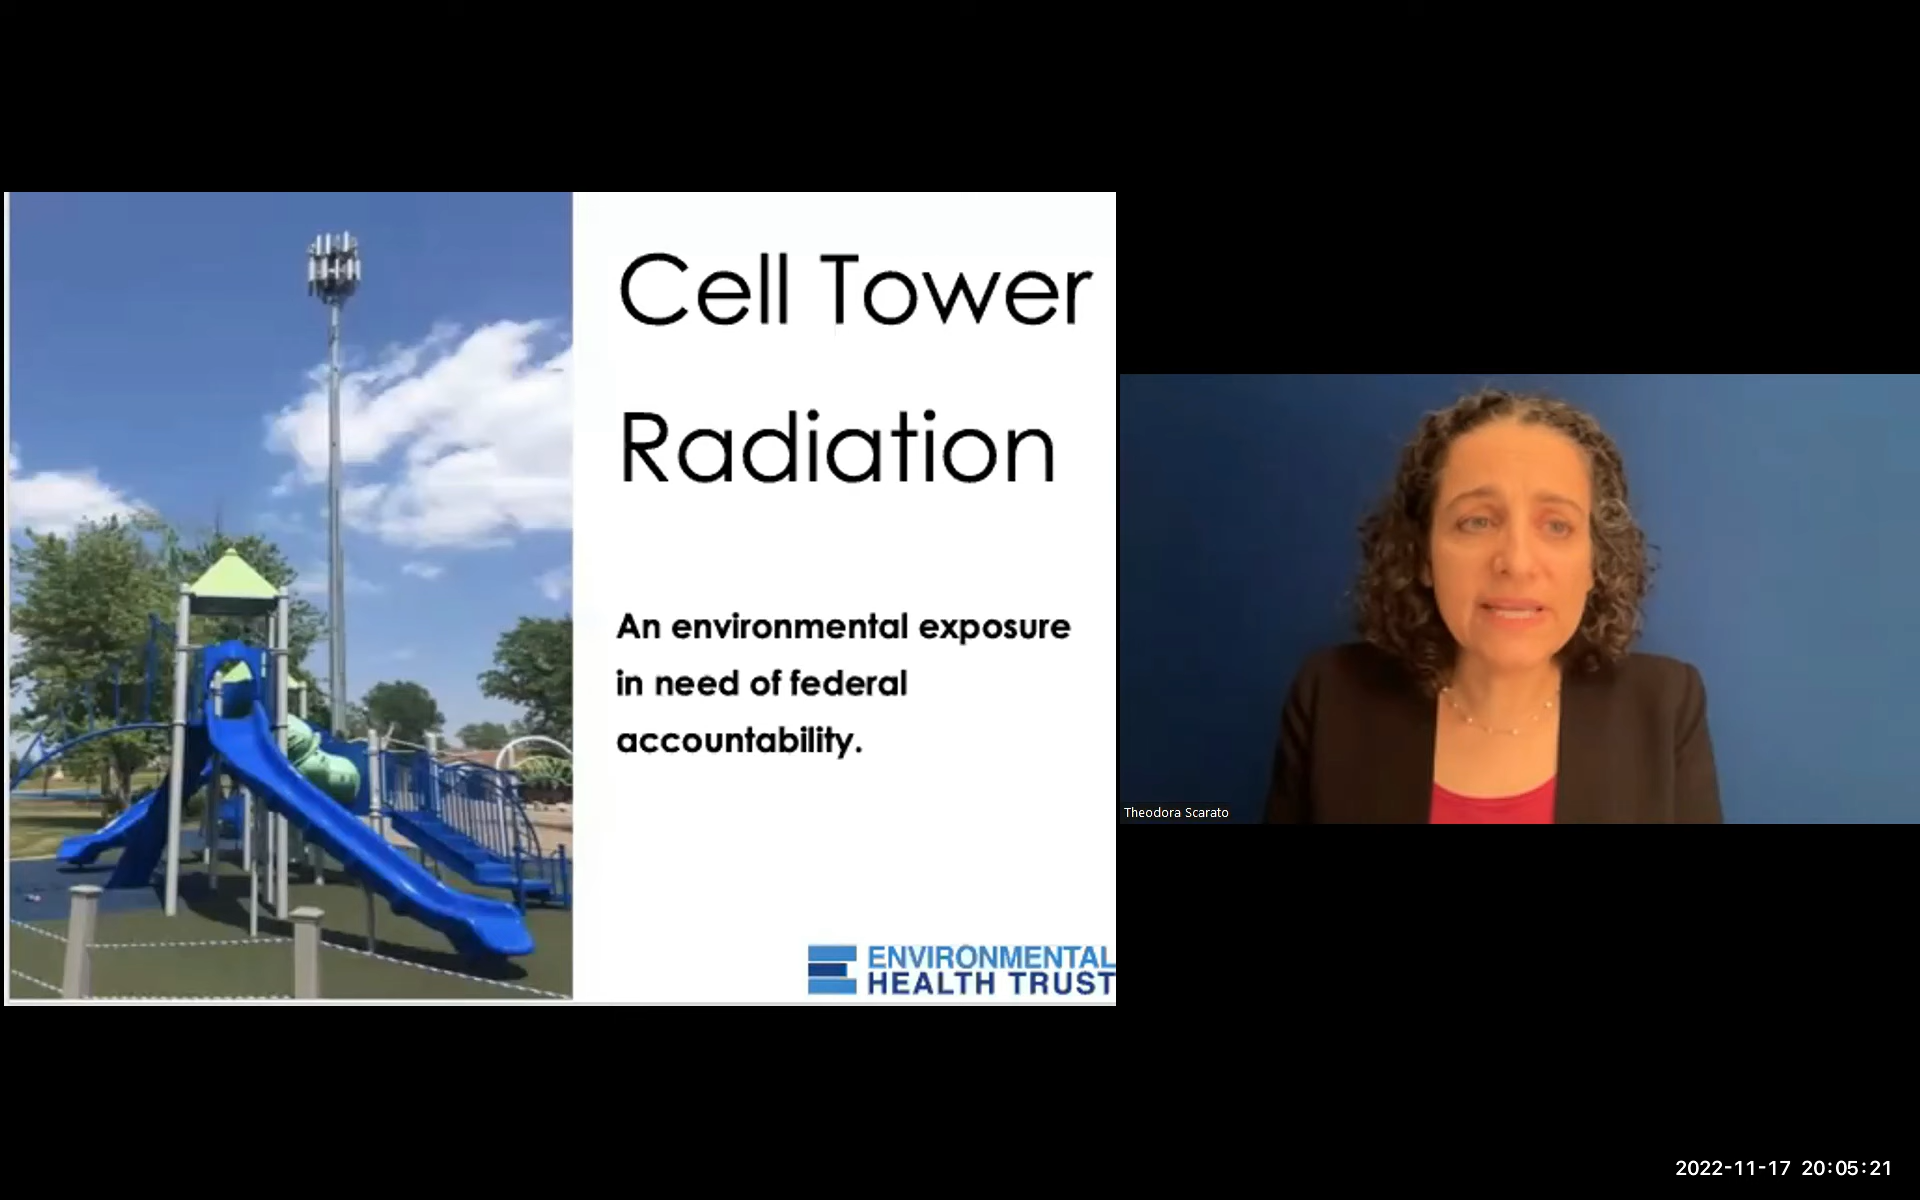 Cell Tower
Radiation
An environmental exposure
in need of federal
accountability.
ENVIRONMENTAL
HEALTH TRUST
Theodora Scarato
2022-11-17 20:05:21